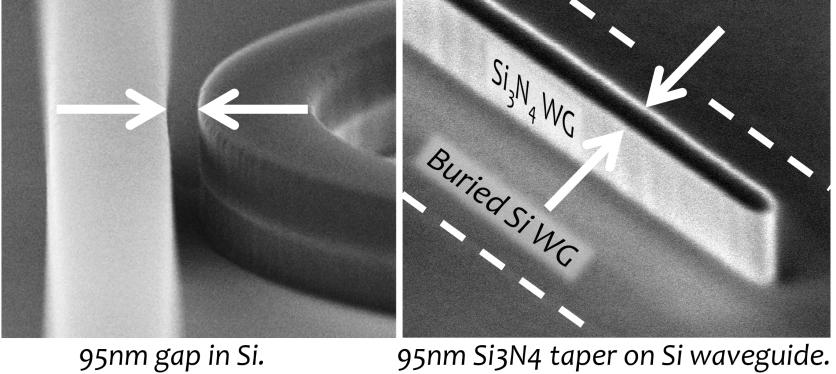 Si₃N₄ WG
Buried Si WG
95nm gap in Si.
95nm Si3N4 taper on Si waveguide.